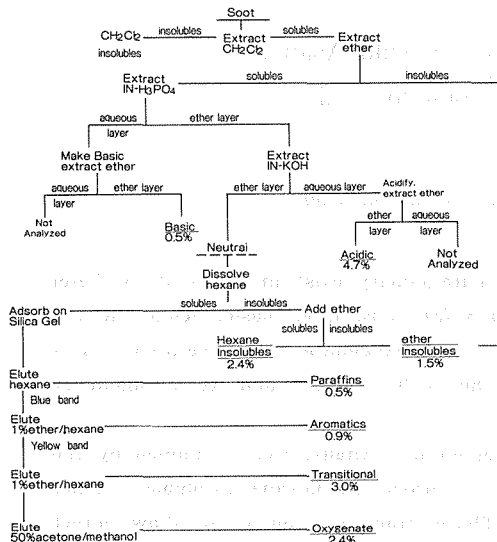 Soot
CH2Cl2 insolubles Extract solubles Extract
insolubles CH2Cl2 ether
Extract solubles insolubles
IN-H3PO4
aqueous ether layer
layer
Make Basic Extract
extract ether IN-KOH
aqueous ether layer ether layer aqueous layer Acidify.
layer extract ether
Not Basic ether aqueous
Analyzed 0.5% layer layer
Neutral Acidic Not
4.7% Analyzed
Dissolve
hexane
solubles insolubles
Adsorb on Add ether
Silica Gel solubles insolubles
Hexane ether
Insolubles Insolubles
2.4% 1.5%
Elute Paraffins
hexane 0.5%
Blue band
Elute Aromatics
1%ether/hexane 0.9%
Yellow band
Elute Transitional
1%ether/hexane 3.0%
Elute Oxygenate
50%acetone/methanol 2.4%